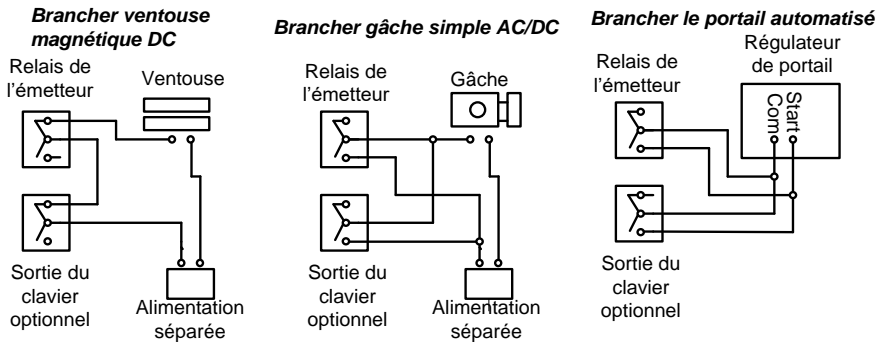 Brancher ventouse
magnétique DC
Relais de
l'émetteur
Ventouse
Sortie du
clavier
optionnel
Alimentation
séparée
Brancher gâche simple AC/DC
Relais de
l'émetteur
Gâche
Sortie du
clavier
optionnel
Alimentation
séparée
Brancher le portail automatisé
Régulateur
de portail
Relais de
l'émetteur
Start
Com
Sortie du
clavier
optionnel